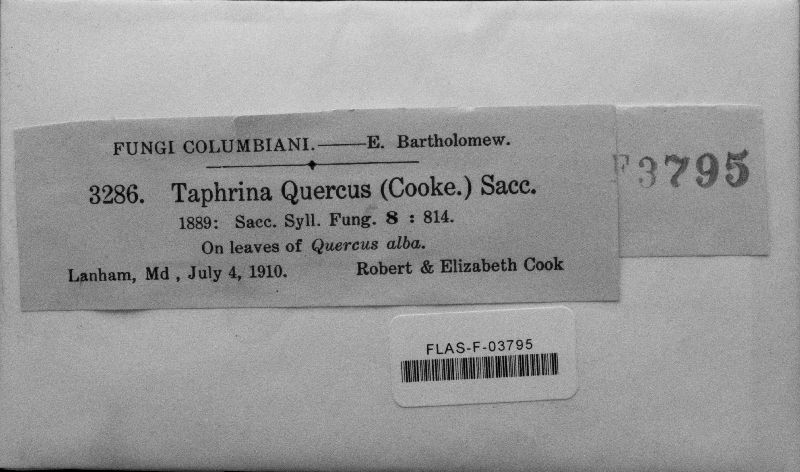 FUNGI COLUMBIANI.——E. Bartholomew.
3286. Taphrina Quercus (Cooke.) Sacc.
1889: Sacc. Syll. Fung. 8 : 814.
On leaves of Quercus alba.
Lanham, Md , July 4, 1910. Robert & Elizabeth Cook
F3795
FLAS-F-03795